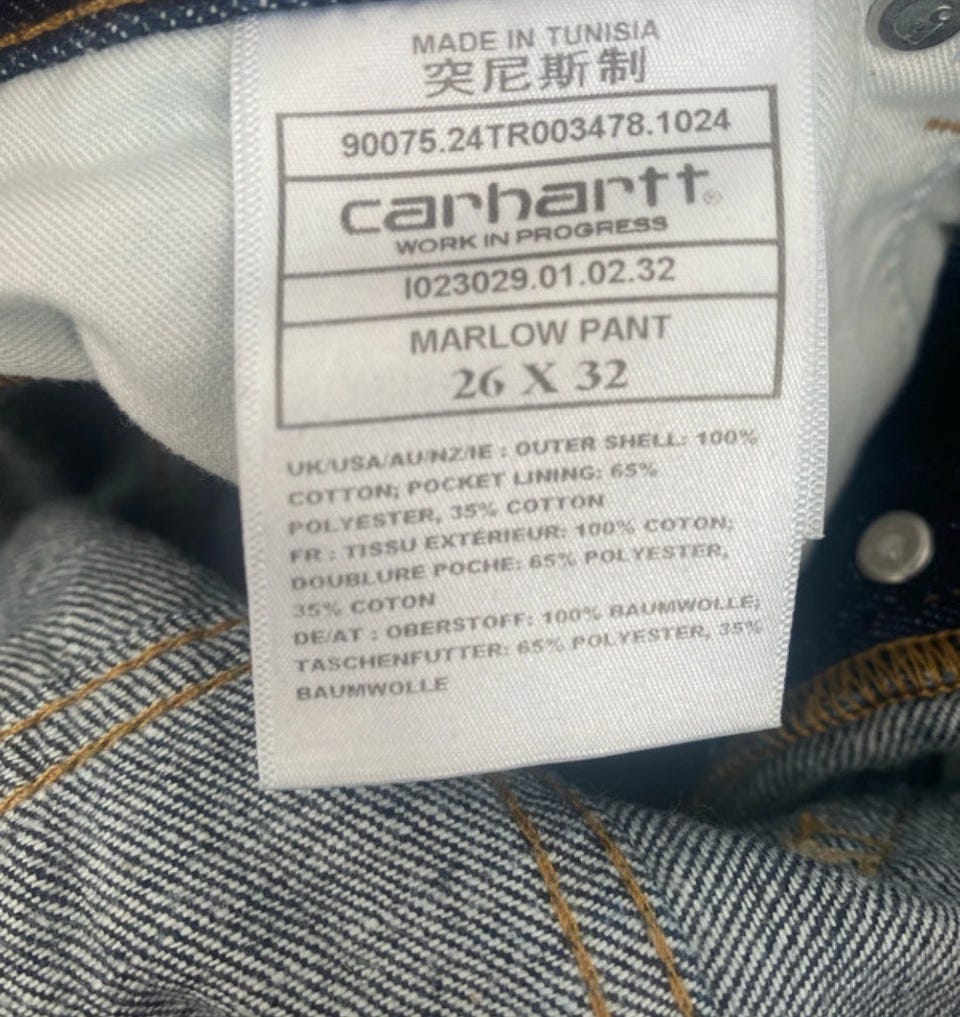 MADE IN TUNISIA
突尼斯制
90075.24TR003478.1024
carhartt®
WORK IN PROGRESS
I023029.01.02.32
MARLOW PANT
26 X 32
UK/USA/AU/NZ/IE : OUTER SHELL: 100%
COTTON; POCKET LINING: 65%
POLYESTER, 35% COTTON
FR : TISSU EXTÉRIEUR: 100% COTON;
DOUBLURE POCHE: 65% POLYESTER,
35% COTON
DE/AT : OBERSTOFF: 100% BAUMWOLLE;
TASCHENFUTTER: 65% POLYESTER, 35%
BAUMWOLLE